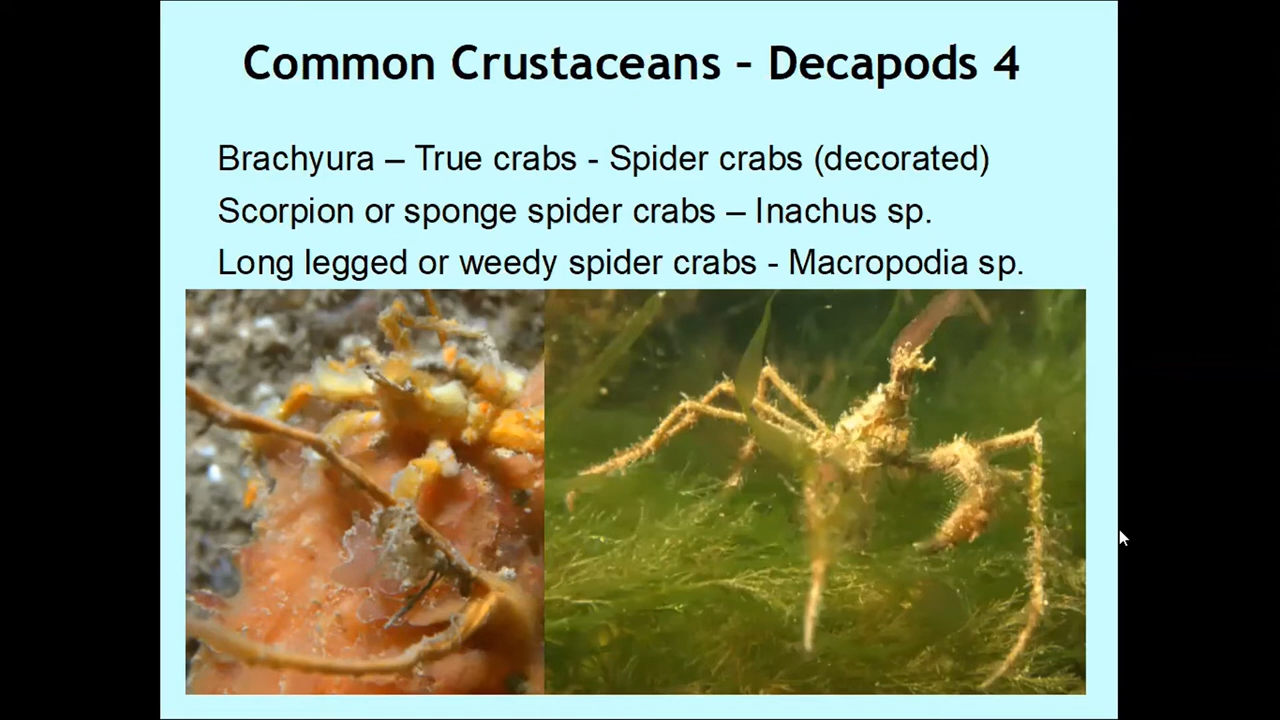 Common Crustaceans – Decapods 4
Brachyura – True crabs - Spider crabs (decorated)
Scorpion or sponge spider crabs – Inachus sp.
Long legged or weedy spider crabs - Macropodia sp.